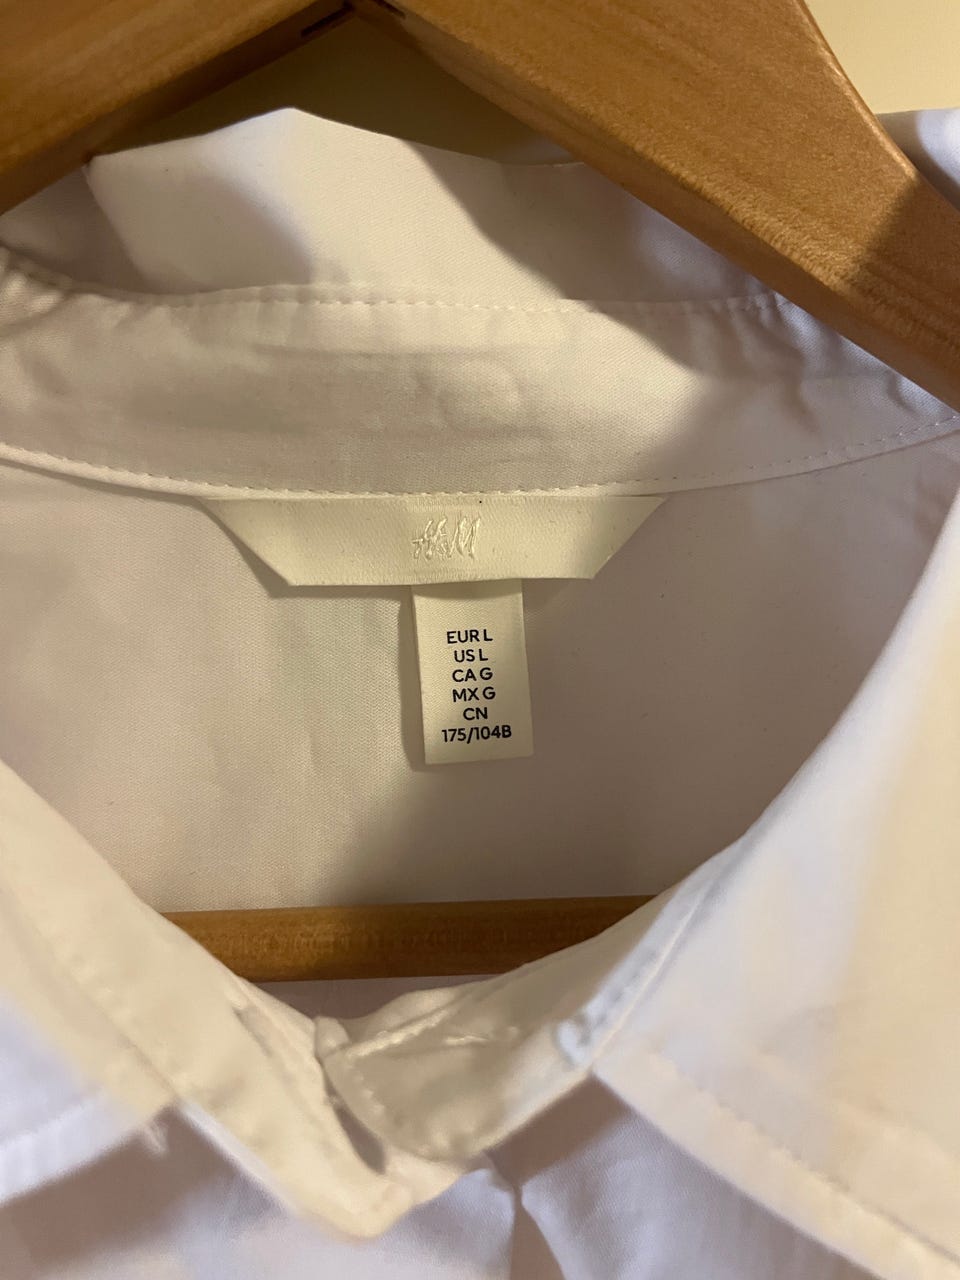 H&M
EUR L
US L
CA G
MX G
CN
175/104B